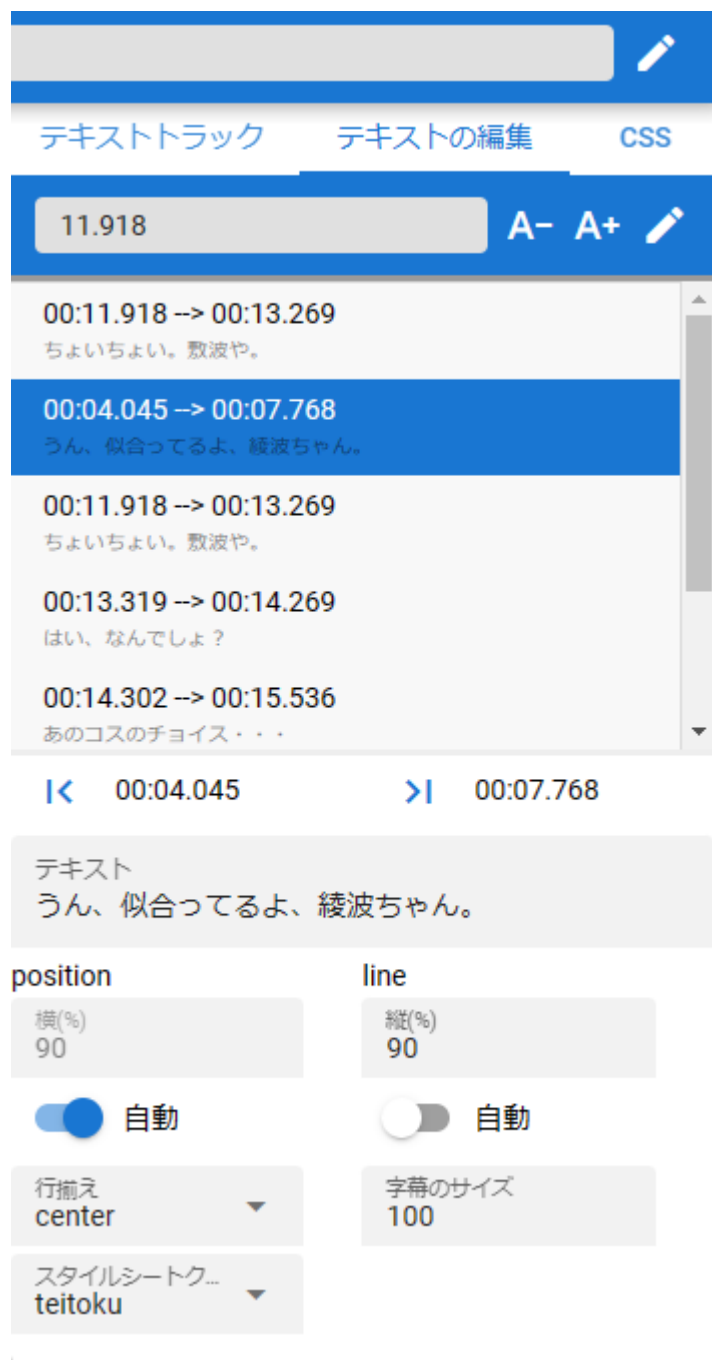 テキストトラック テキストの編集 CSS
11.918 A− A+
00:11.918 --> 00:13.269
ちょいちょい。敷波や。
00:04.045 --> 00:07.768
うん、似合ってるよ、綾波ちゃん。
00:11.918 --> 00:13.269
ちょいちょい。敷波や。
00:13.319 --> 00:14.269
はい、なんでしょ？
00:14.302 --> 00:15.536
あのコスのチョイス・・・
00:04.045 00:07.768
テキスト
うん、似合ってるよ、綾波ちゃん。
position line
横(%) 縦(%)
90 90
自動 自動
行揃え 字幕のサイズ
center 100
スタイルシートク...
teitoku